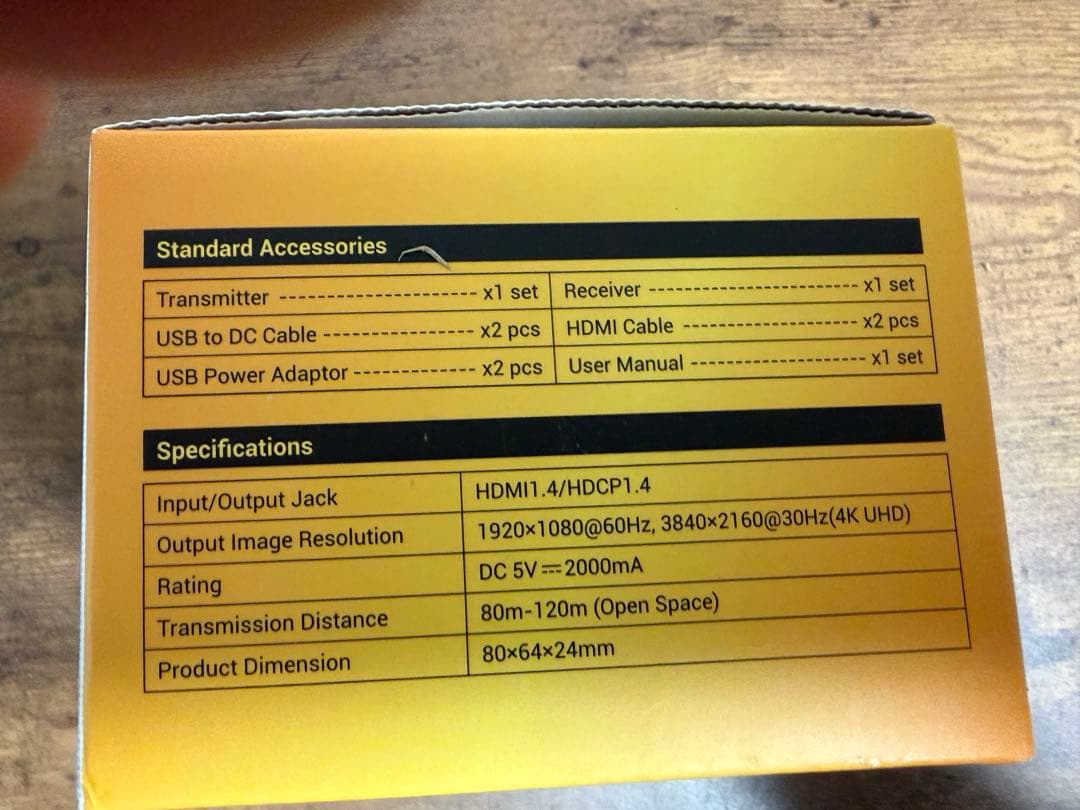 Standard Accessories
Transmitter -------------------- x1 set
Receiver --------------------- x1 set
USB to DC Cable --------------- x2 pcs
HDMI Cable ----------------- x2 pcs
USB Power Adaptor ------------ x2 pcs
User Manual ----------------- x1 set
Specifications
Input/Output Jack HDMI1.4/HDCP1.4
Output Image Resolution 1920×1080@60Hz, 3840×2160@30Hz(4K UHD)
Rating DC 5V⎓2000mA
Transmission Distance 80m-120m (Open Space)
Product Dimension 80×64×24mm